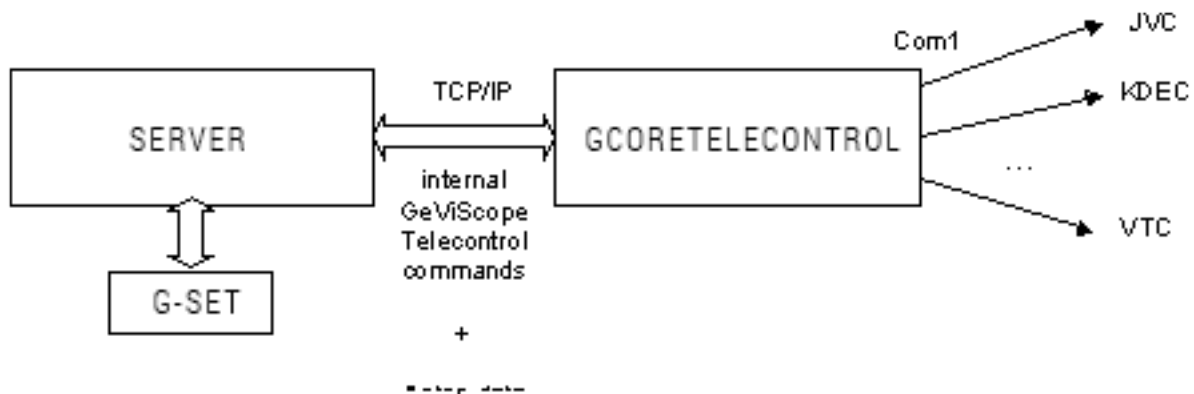 Com1
JVC
TCP/IP
KDEC
SERVER
GCORETELECONTROL
...
internal
GeViScope
Telecontrol
commands
VTC
G-SET
+